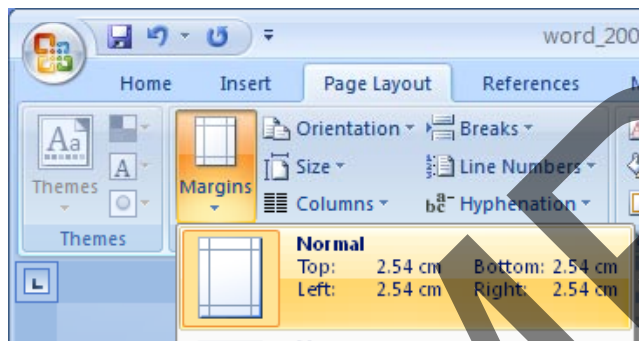 word_200
Home Insert Page Layout References
Themes Margins Orientation Breaks
Size Line Numbers
Columns Hyphenation
Themes
Normal
Top: 2.54 cm Bottom: 2.54 cm
Left: 2.54 cm Right: 2.54 cm